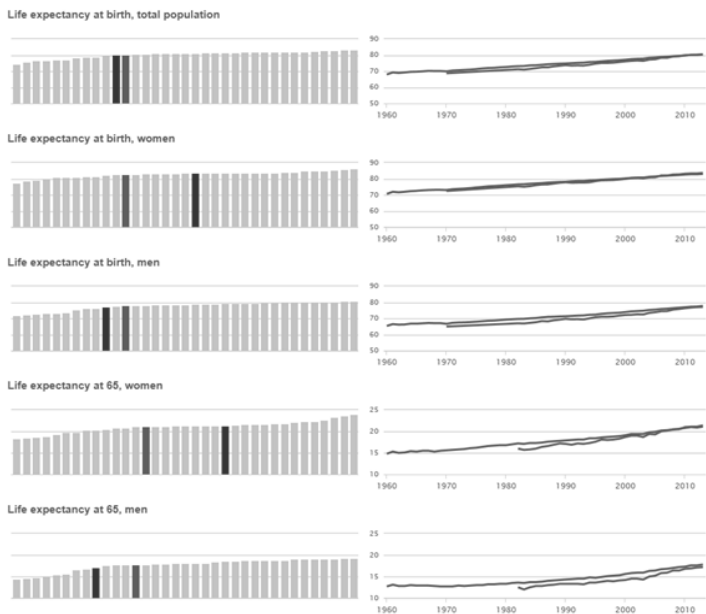 Life expectancy at birth, total population
90
80
70
60
50
1960 1970 1980 1990 2000 2010
Life expectancy at birth, women
90
80
70
60
50
1960 1970 1980 1990 2000 2010
Life expectancy at birth, men
90
80
70
60
50
1960 1970 1980 1990 2000 2010
Life expectancy at 65, women
25
20
15
10
1960 1970 1980 1990 2000 2010
Life expectancy at 65, men
25
20
15
10
1960 1970 1980 1990 2000 2010